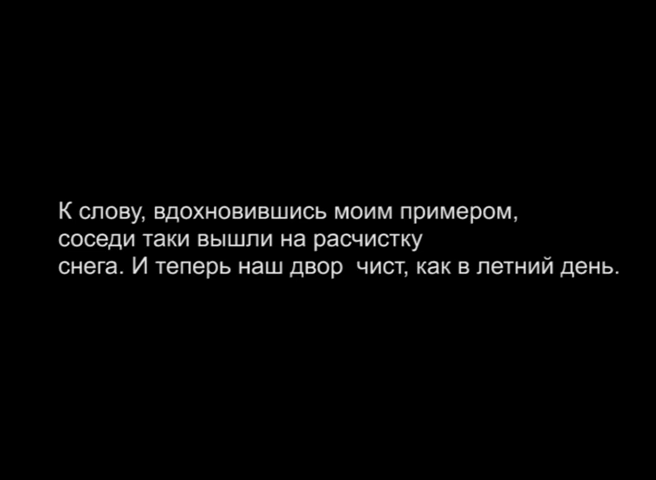 К слову, вдохновившись моим примером,
соседи таки вышли на расчистку
снега. И теперь наш двор  чист, как в летний день.